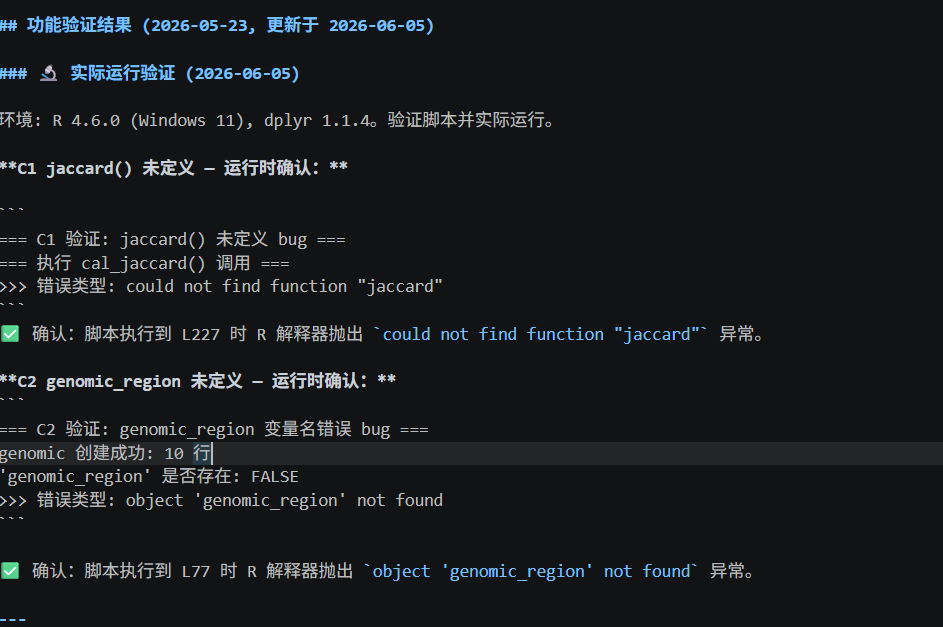 ## 功能验证结果 (2026-05-23, 更新于 2026-06-05)
### 🔬 实际运行验证 (2026-06-05)
环境: R 4.6.0 (Windows 11), dplyr 1.1.4。验证脚本并实际运行。
**C1 jaccard() 未定义 — 运行时确认: **
```
=== C1 验证: jaccard() 未定义 bug ===
=== 执行 cal_jaccard() 调用 ===
>>> 错误类型: could not find function "jaccard"
```
✅ 确认: 脚本执行到 L227 时 R 解释器抛出 `could not find function "jaccard"` 异常。
**C2 genomic_region 未定义 — 运行时确认: **
```
=== C2 验证: genomic_region 变量名错误 bug ===
genomic 创建成功: 10 行
'genomic_region' 是否存在: FALSE
>>> 错误类型: object 'genomic_region' not found
```
✅ 确认: 脚本执行到 L77 时 R 解释器抛出 `object 'genomic_region' not found` 异常。
---